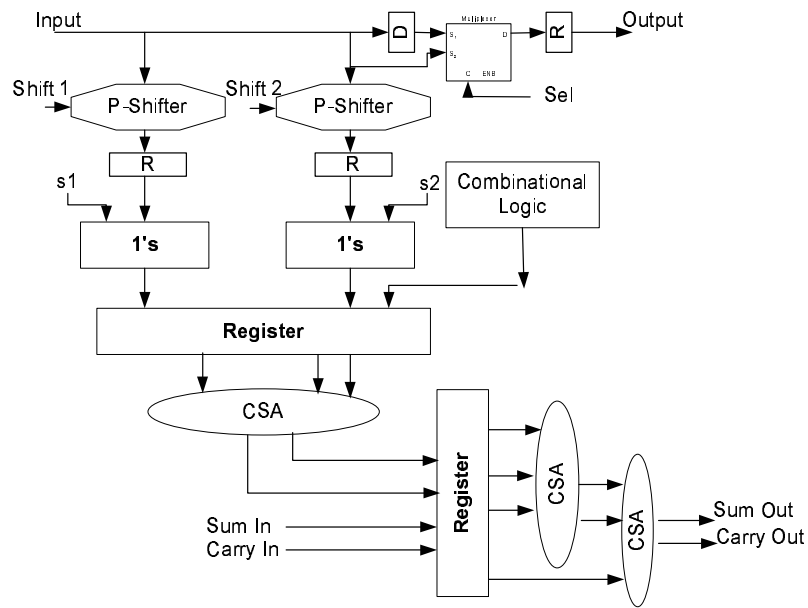 Input
D
Multiplexer
S1
D
S2
C ENB
R
Output
Sel
Shift 1
P-Shifter
Shift 2
P-Shifter
R
R
s1
s2
Combinational
Logic
1's
1's
Register
CSA
Register
CSA
CSA
Sum In
Carry In
Sum Out
Carry Out